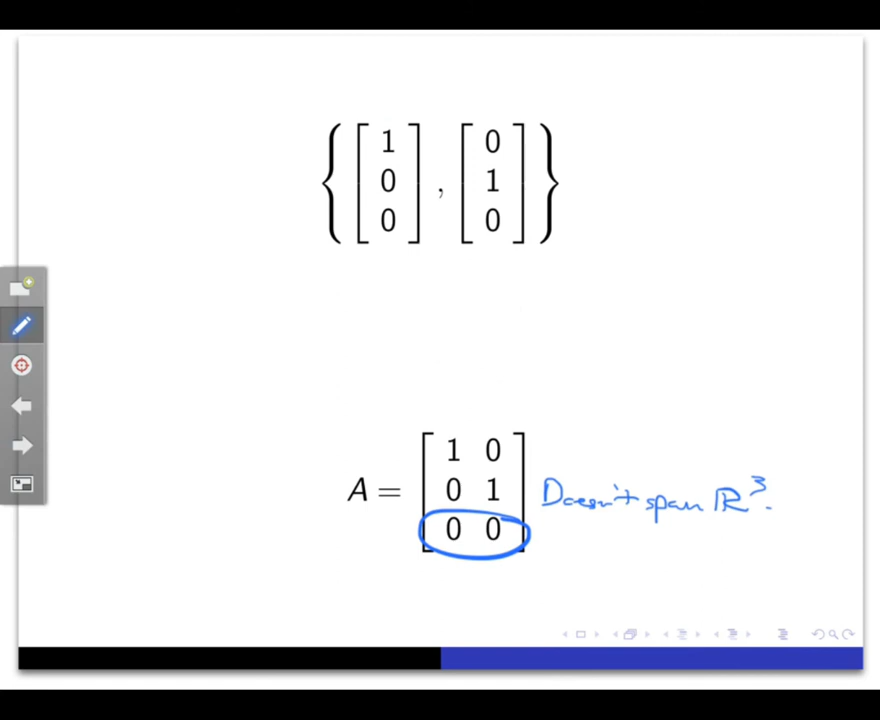 { [ 1 0 0 ] , [ 0 1 0 ] }
A = [ 1 0
0 1
0 0 ]
Doesn't span ℝ³.